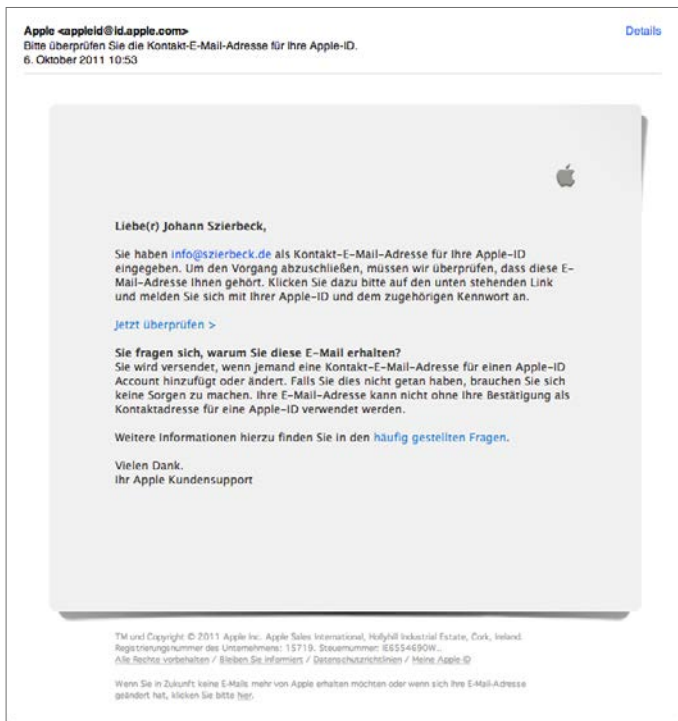 Apple <appleid@id.apple.com>
Details
Bitte überprüfen Sie die Kontakt-E-Mail-Adresse für Ihre Apple-ID.
6. Oktober 2011 10:53
Liebe(r) Johann Szierbeck,
Sie haben info@szierbeck.de als Kontakt-E-Mail-Adresse für Ihre Apple-ID
eingegeben. Um den Vorgang abzuschließen, müssen wir überprüfen, dass diese E-
Mail-Adresse Ihnen gehört. Klicken Sie dazu bitte auf den unten stehenden Link
und melden Sie sich mit Ihrer Apple-ID und dem zugehörigen Kennwort an.
Jetzt überprüfen >
Sie fragen sich, warum Sie diese E-Mail erhalten?
Sie wird versendet, wenn jemand eine Kontakt-E-Mail-Adresse für einen Apple-ID
Account hinzufügt oder ändert. Falls Sie dies nicht getan haben, brauchen Sie sich
keine Sorgen zu machen. Ihre E-Mail-Adresse kann nicht ohne Ihre Bestätigung als
Kontaktadresse für eine Apple-ID verwendet werden.
Weitere Informationen hierzu finden Sie in den häufig gestellten Fragen.
Vielen Dank.
Ihr Apple Kundensupport
TM und Copyright © 2011 Apple Inc. Apple Sales International, Hollyhill Industrial Estate, Cork, Ireland.
Registrierungsnummer des Unternehmens: 15719. Steuernummer: IE6554690W..
Alle Rechte vorbehalten / Bleiben Sie informiert / Datenschutzrichtlinien / Meine Apple-ID
Wenn Sie in Zukunft keine E-Mails mehr von Apple erhalten möchten oder wenn sich Ihre E-Mail-Adresse
geändert hat, klicken Sie bitte hier.